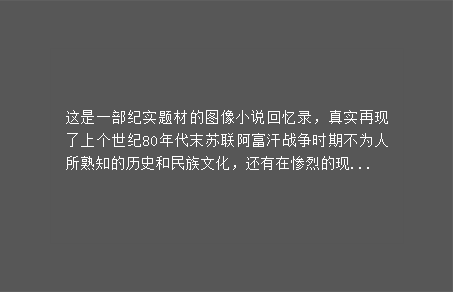 这是一部纪实题材的图像小说回忆录，真实再现
了上个世纪80年代末苏联阿富汗战争时期不为人
所熟知的历史和民族文化，还有在惨烈的现...